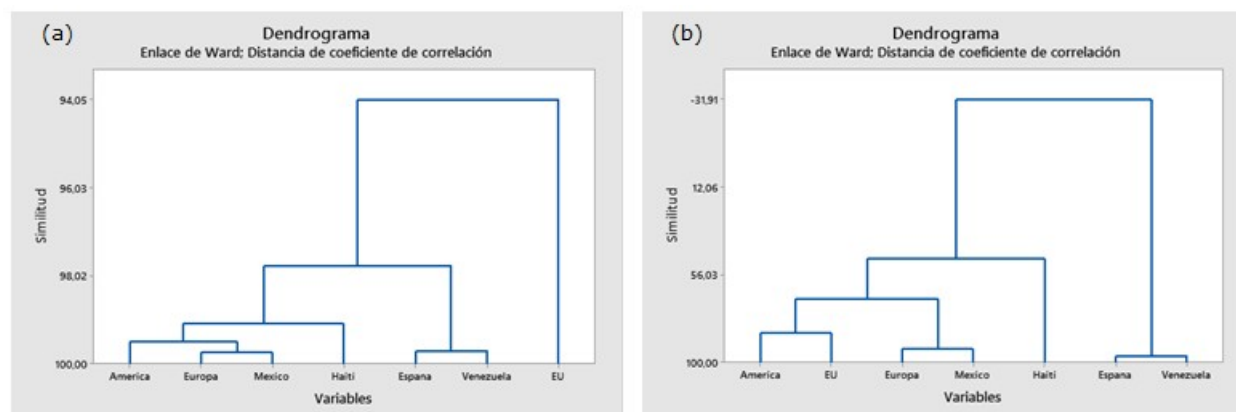 (a)
Dendrograma
Enlace de Ward; Distancia de coeficiente de correlación
94,05
96,03
98,02
100,00
Similitud
America Europa Mexico Haiti Espana Venezuela EU
Variables
(b)
Dendrograma
Enlace de Ward; Distancia de coeficiente de correlación
-31,91
12,06
56,03
100,00
Similitud
America EU Europa Mexico Haiti Espana Venezuela
Variables